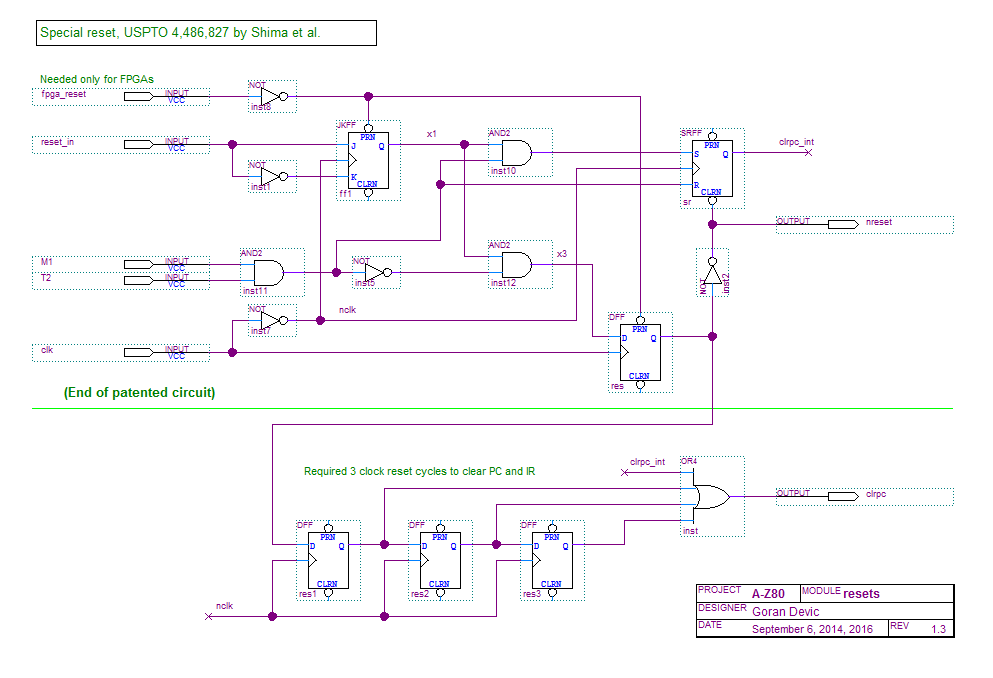 Special reset, USPTO 4,486,827 by Shima et al.
Needed only for FPGAs
fpga_reset
INPUT
VCC
NOT
inst8
reset_in
INPUT
VCC
NOT
inst1
JKFF
PRN
J
Q
K
CLRN
ff1
x1
AND2
inst10
SRFF
PRN
S
Q
R
CLRN
sr
clrpc_int
OUTPUT
nreset
M1
INPUT
VCC
T2
INPUT
VCC
AND2
inst11
NOT
inst5
AND2
inst12
x3
NOT
inst2
NOT
inst7
nclk
clk
INPUT
VCC
DFF
PRN
D
Q
CLRN
res
(End of patented circuit)
Required 3 clock reset cycles to clear PC and IR
clrpc_int
OR4
inst
OUTPUT
clrpc
DFF
PRN
D
Q
CLRN
res1
DFF
PRN
D
Q
CLRN
res2
DFF
PRN
D
Q
CLRN
res3
nclk
PROJECT A-Z80 MODULE resets
DESIGNER Goran Devic
DATE September 6, 2014, 2016 REV 1.3